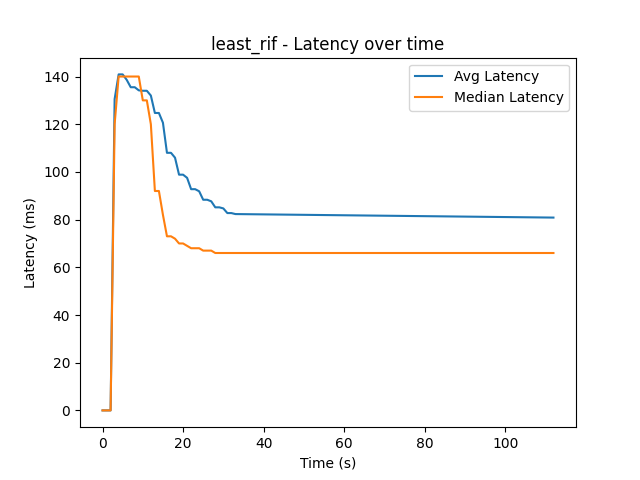 least_rif - Latency over time
Avg Latency
Median Latency
140
120
100
80
60
40
20
0
Latency (ms)
0 20 40 60 80 100
Time (s)